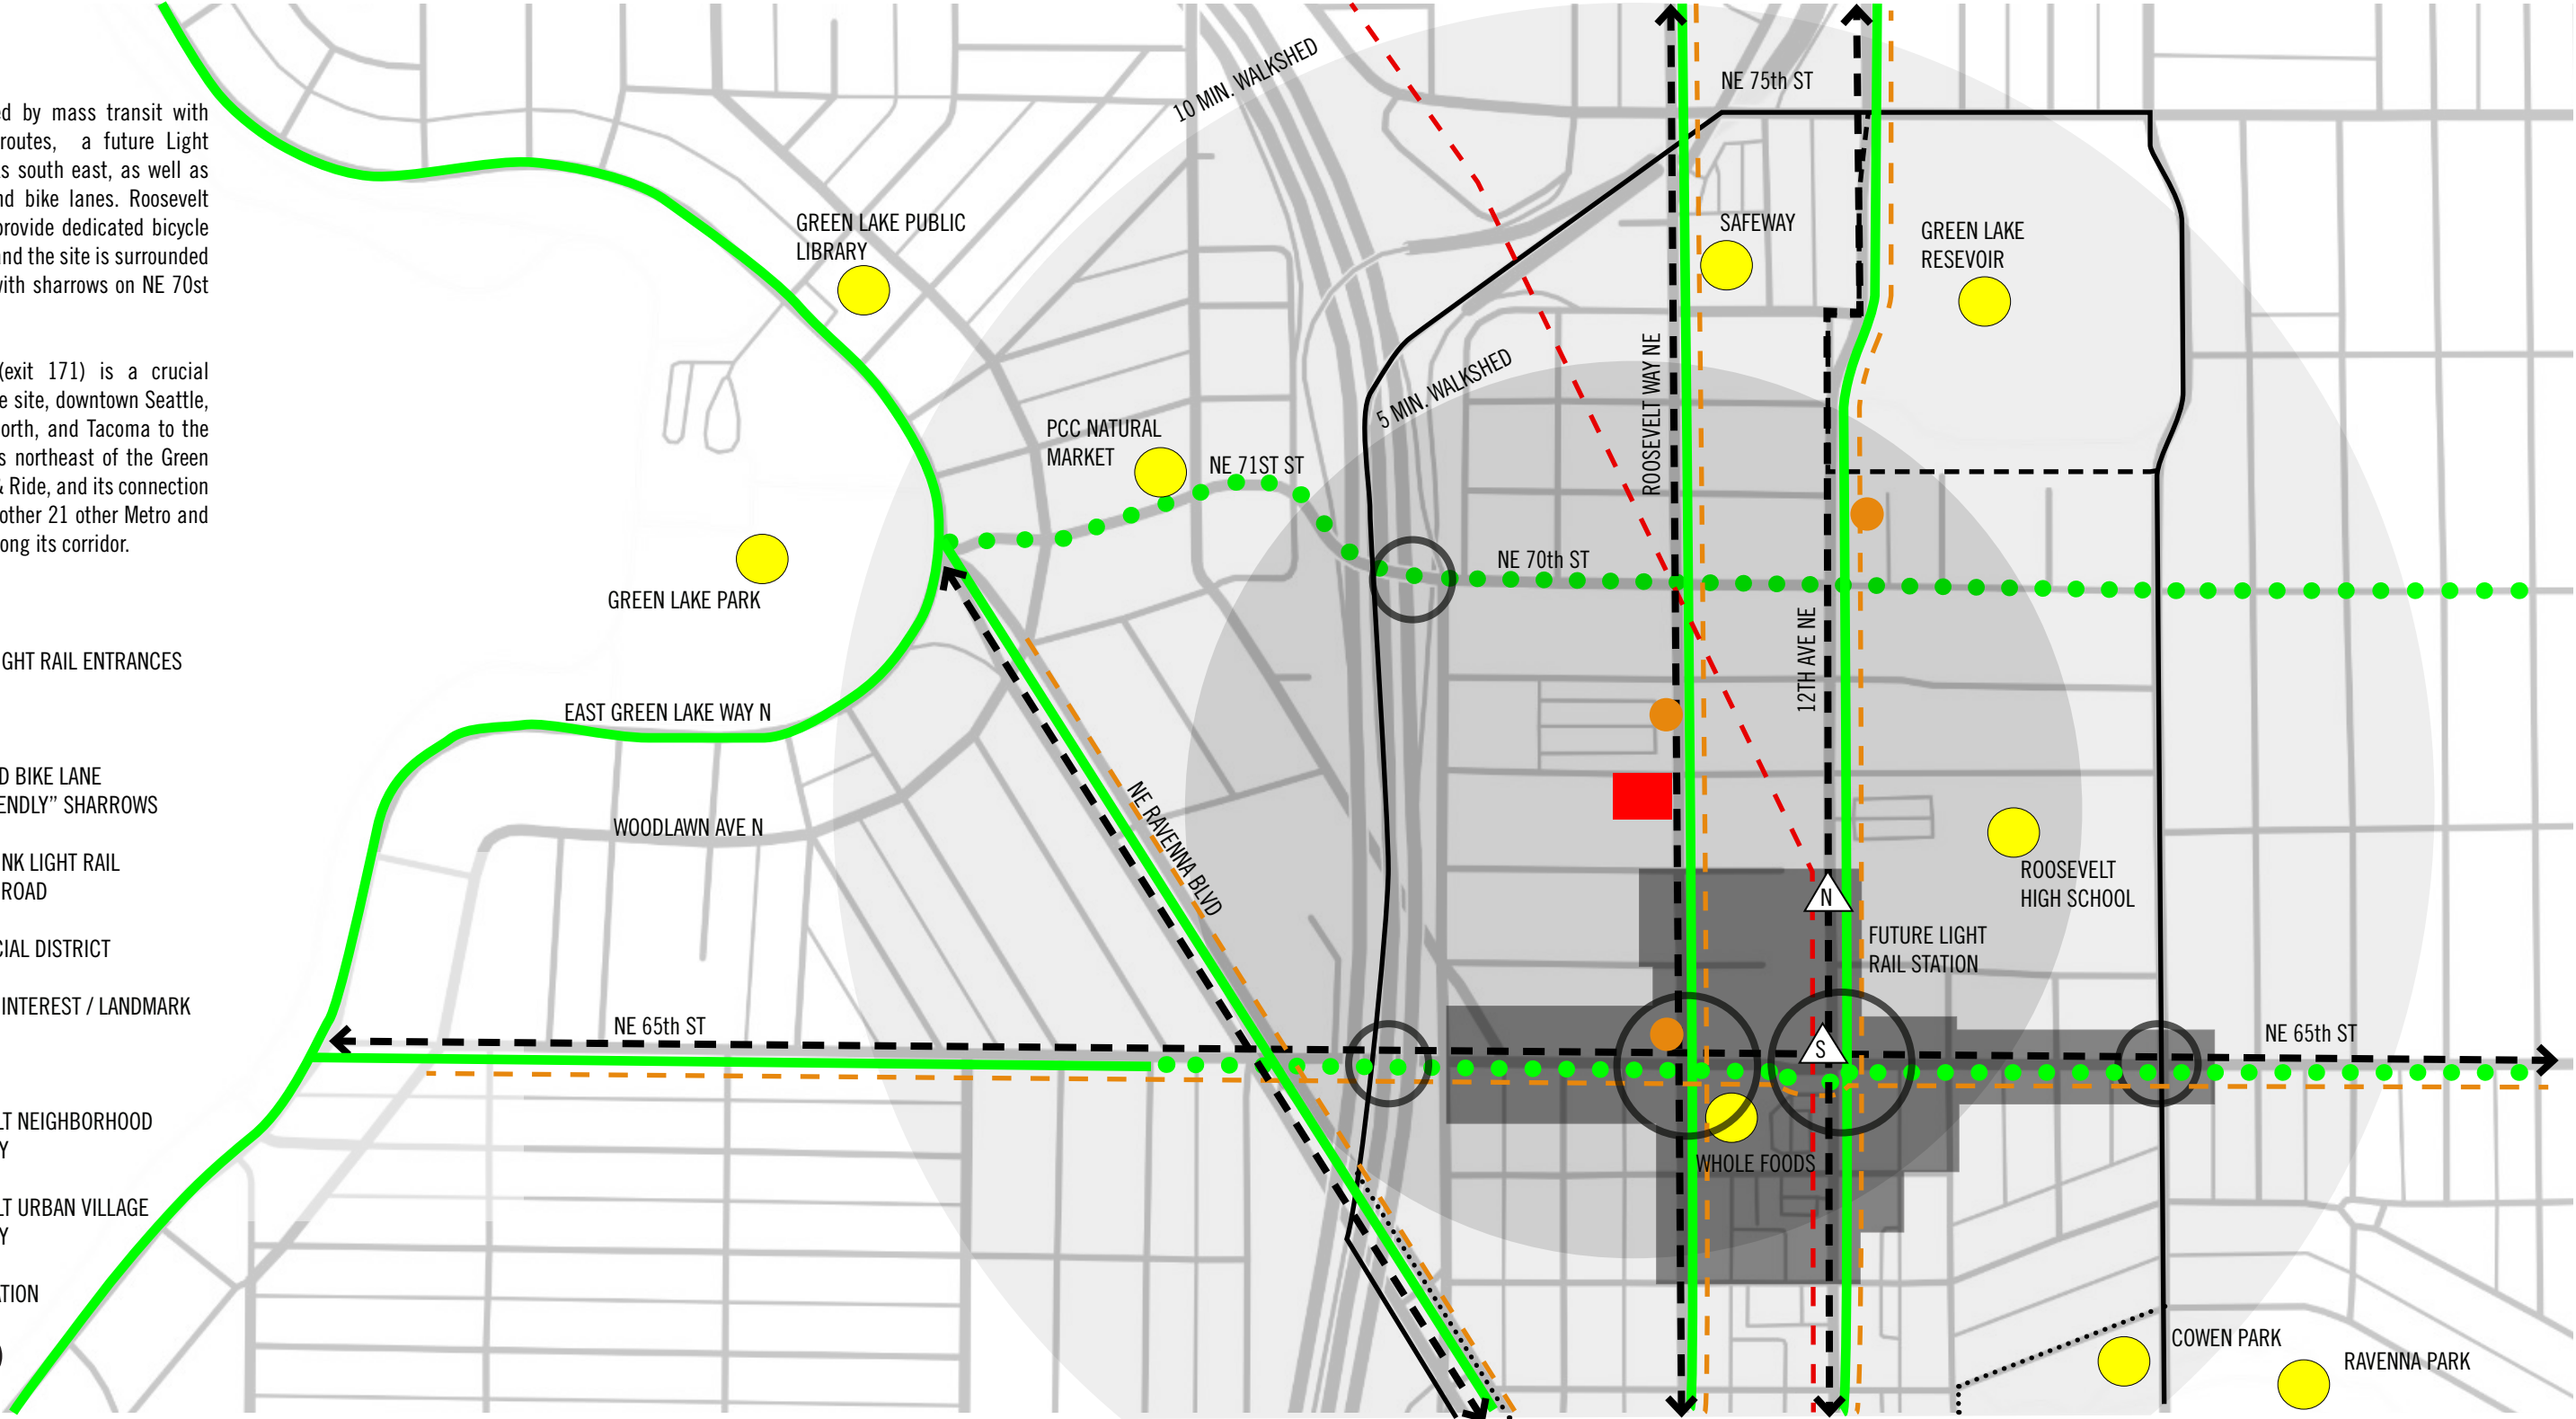 ed by mass transit with
routes, a future Light
s south east, as well as
nd bike lanes. Roosevelt
provide dedicated bicycle
and the site is surrounded
with sharrows on NE 70st
(exit 171) is a crucial
e site, downtown Seattle,
orth, and Tacoma to the
s northeast of the Green
& Ride, and its connection
other 21 other Metro and
ong its corridor.
GHT RAIL ENTRANCES
D BIKE LANE
ENDLY” SHARROWS
NK LIGHT RAIL
ROAD
CIAL DISTRICT
INTEREST / LANDMARK
LT NEIGHBORHOOD
Y
LT URBAN VILLAGE
Y
ATION
)
10 MIN. WALKSHED
NE 75th ST
GREEN LAKE PUBLIC
LIBRARY
SAFEWAY
GREEN LAKE
RESEVOIR
5 MIN. WALKSHED
ROOSEVELT WAY NE
PCC NATURAL
MARKET
NE 71ST ST
NE 70th ST
GREEN LAKE PARK
12TH AVE NE
EAST GREEN LAKE WAY N
WOODLAWN AVE N
NE RAVENNA BLVD
ROOSEVELT
HIGH SCHOOL
N
FUTURE LIGHT
RAIL STATION
NE 65th ST
S
NE 65th ST
WHOLE FOODS
COWEN PARK
RAVENNA PARK